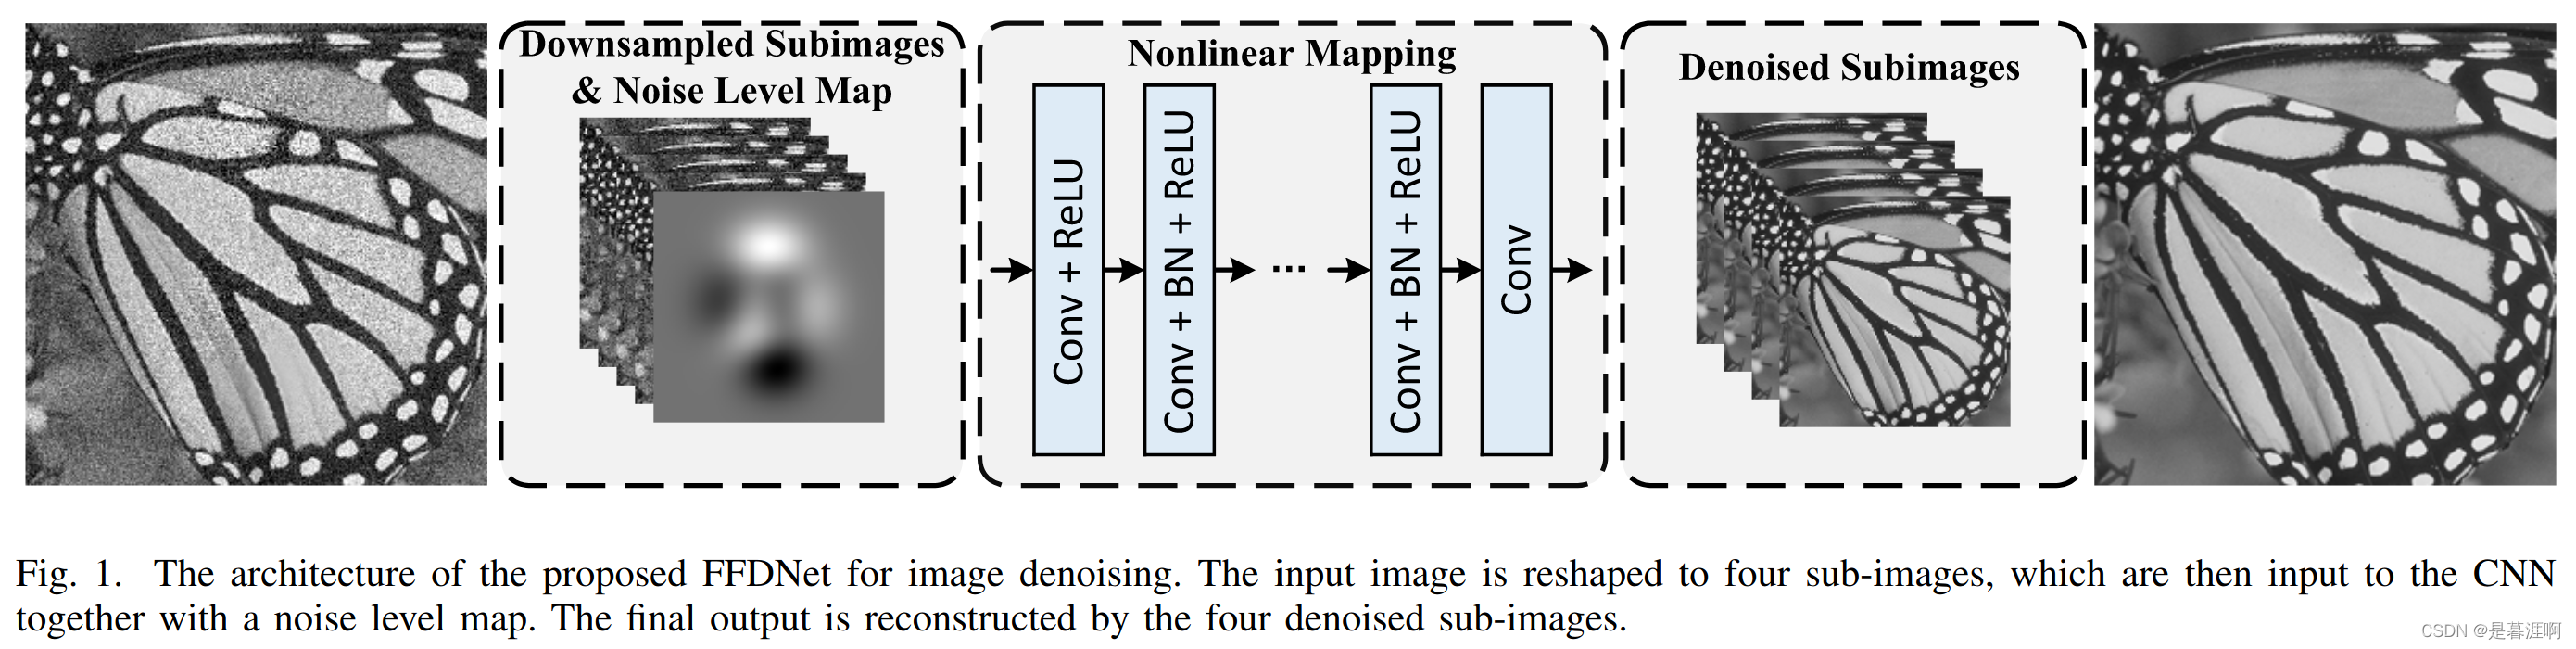 Downsampled Subimages
& Noise Level Map
Nonlinear Mapping
Conv + ReLU
Conv + BN + ReLU
...
Conv + BN + ReLU
Conv
Denoised Subimages
Fig. 1. The architecture of the proposed FFDNet for image denoising. The input image is reshaped to four sub-images, which are then input to the CNN
together with a noise level map. The final output is reconstructed by the four denoised sub-images.
CSDN @是暮涯啊